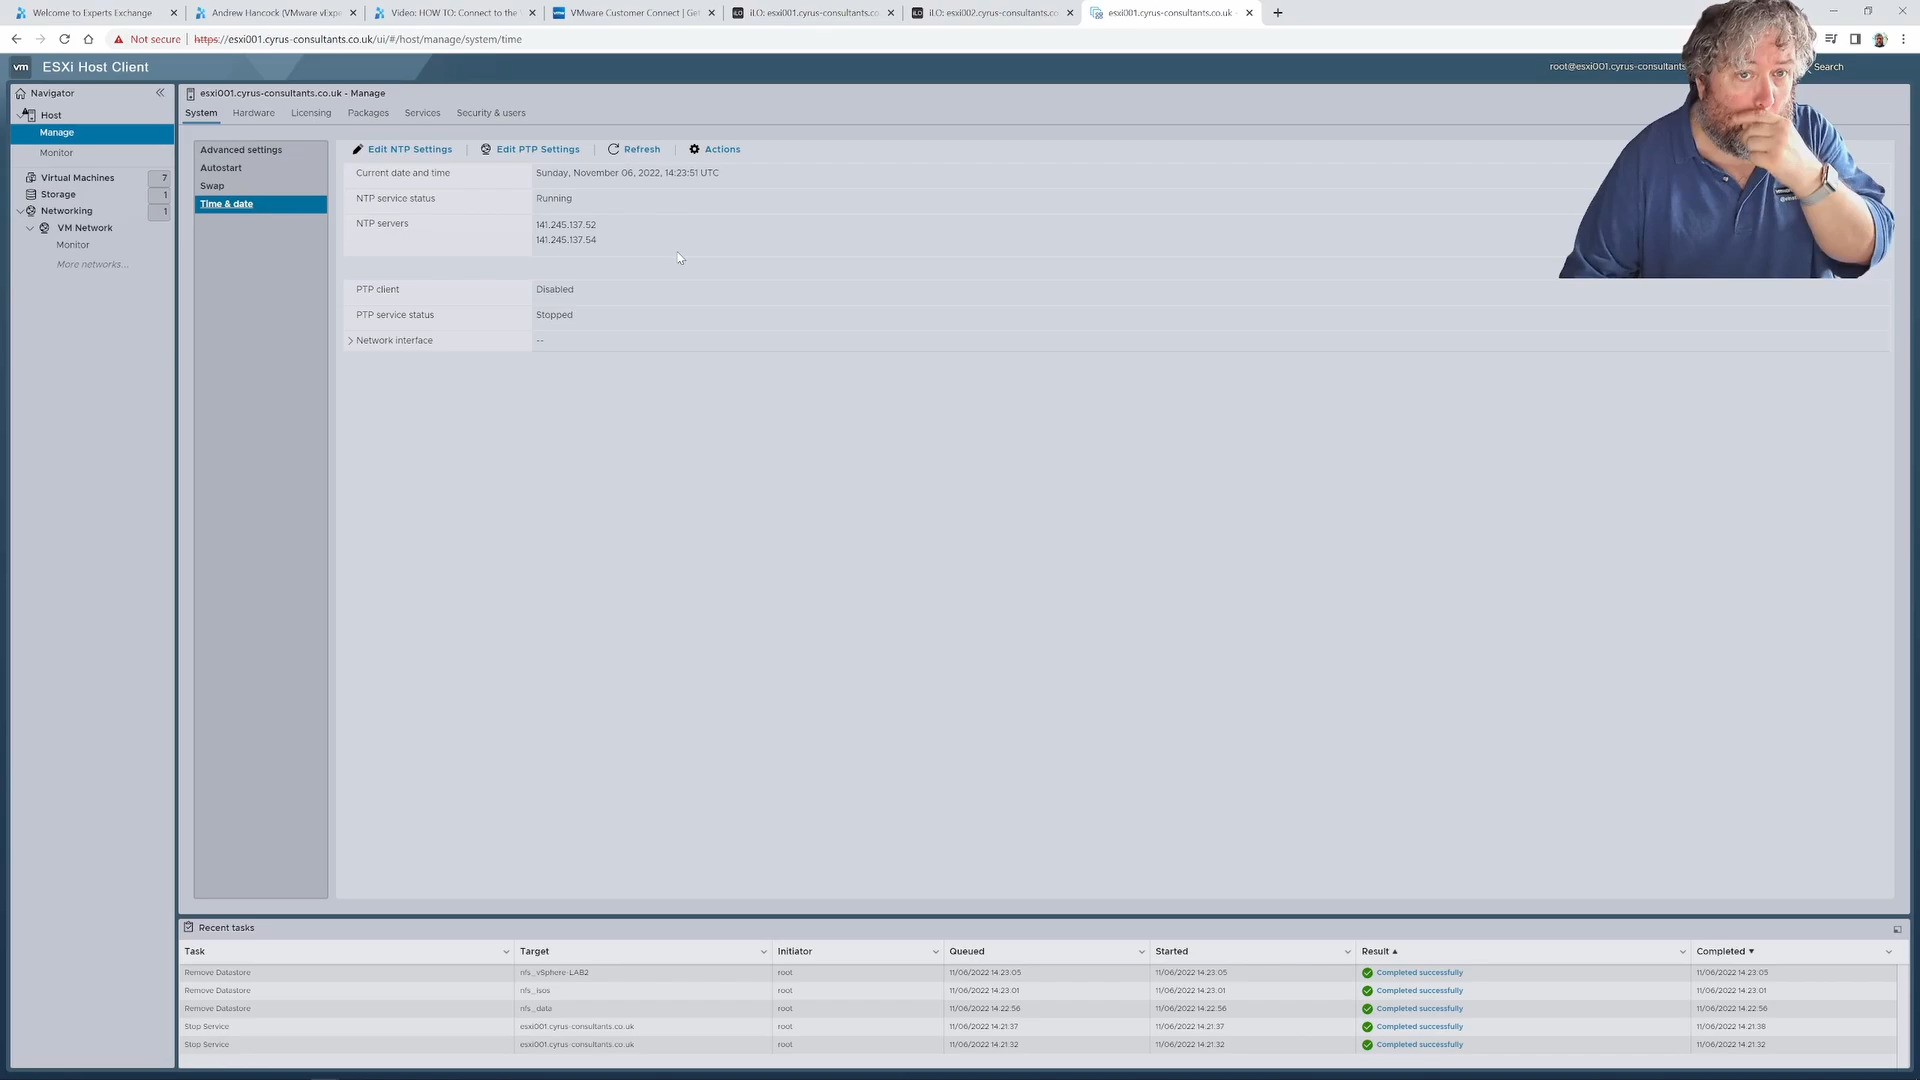 Welcome to Experts Exchange
Andrew Hancock (VMware vExpe
Video: HOW TO: Connect to the
VMware Customer Connect | Get
iLO: esxi001.cyrus-consultants.co
iLO: esxi002.cyrus-consultants.co
esxi001.cyrus-consultants.co.uk
Not secure
https://esxi001.cyrus-consultants.co.uk/ui/#/host/manage/system/time
vm
ESXi Host Client
root@esxi001.cyrus-consultants
Search
Navigator
Host
Manage
Monitor
Virtual Machines 7
Storage 1
Networking 1
VM Network
Monitor
More networks...
esxi001.cyrus-consultants.co.uk - Manage
System Hardware Licensing Packages Services Security & users
Advanced settings
Autostart
Swap
Time & date
Edit NTP Settings Edit PTP Settings Refresh Actions
Current date and time Sunday, November 06, 2022, 14:23:51 UTC
NTP service status Running
NTP servers 141.245.137.52
141.245.137.54
PTP client Disabled
PTP service status Stopped
Network interface --
Recent tasks
Task Target Initiator Queued Started Result Completed
Remove Datastore nfs_vSphere-LAB2 root 11/06/2022 14:23:05 11/06/2022 14:23:05 Completed successfully 11/06/2022 14:23:05
Remove Datastore nfs_isos root 11/06/2022 14:23:01 11/06/2022 14:23:01 Completed successfully 11/06/2022 14:23:01
Remove Datastore nfs_data root 11/06/2022 14:22:56 11/06/2022 14:22:56 Completed successfully 11/06/2022 14:22:56
Stop Service esxi001.cyrus-consultants.co.uk root 11/06/2022 14:21:37 11/06/2022 14:21:37 Completed successfully 11/06/2022 14:21:38
Stop Service esxi001.cyrus-consultants.co.uk root 11/06/2022 14:21:32 11/06/2022 14:21:32 Completed successfully 11/06/2022 14:21:32